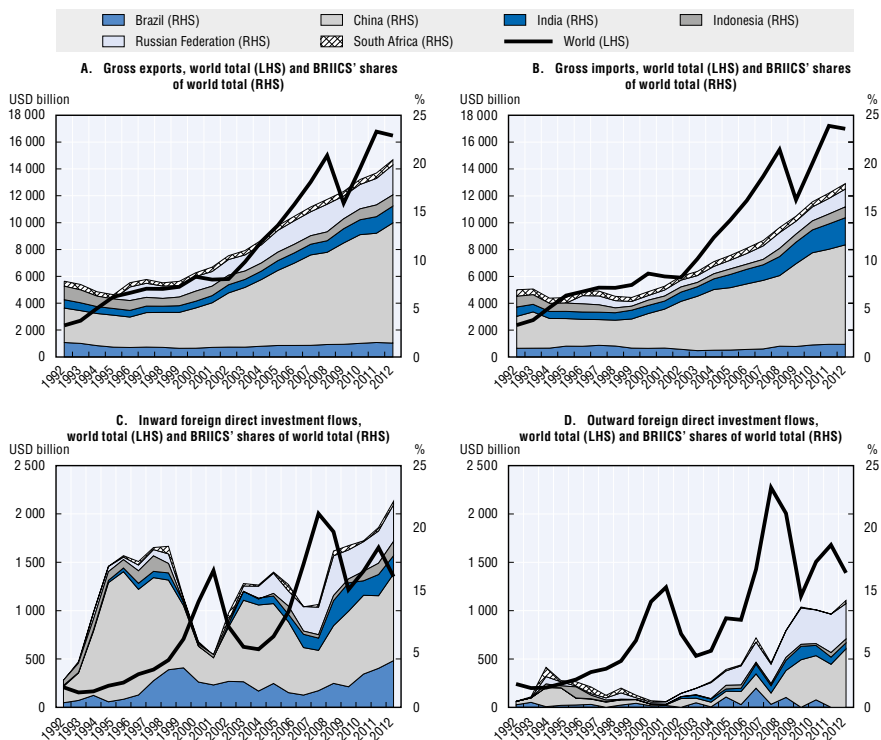 Brazil (RHS) China (RHS) India (RHS) Indonesia (RHS)
Russian Federation (RHS) South Africa (RHS) World (LHS)
A. Gross exports, world total (LHS) and BRIICS' shares
of world total (RHS)
USD billion %
18 000 25
16 000
14 000 20
12 000
10 000 15
8 000 10
6 000
4 000 5
2 000
0 0
1992 1993 1994 1995 1996 1997 1998 1999 2000 2001 2002 2003 2004 2005 2006 2007 2008 2009 2010 2011 2012
B. Gross imports, world total (LHS) and BRIICS' shares
of world total (RHS)
USD billion %
18 000 25
16 000
14 000 20
12 000
10 000 15
8 000 10
6 000
4 000 5
2 000
0 0
1992 1993 1994 1995 1996 1997 1998 1999 2000 2001 2002 2003 2004 2005 2006 2007 2008 2009 2010 2011 2012
C. Inward foreign direct investment flows,
world total (LHS) and BRIICS' shares of world total (RHS)
USD billion %
2 500 25
2 000 20
1 500 15
1 000 10
500 5
0 0
1992 1993 1994 1995 1996 1997 1998 1999 2000 2001 2002 2003 2004 2005 2006 2007 2008 2009 2010 2011 2012
D. Outward foreign direct investment flows,
world total (LHS) and BRIICS' shares of world total (RHS)
USD billion %
2 500 25
2 000 20
1 500 15
1 000 10
500 5
0 0
1992 1993 1994 1995 1996 1997 1998 1999 2000 2001 2002 2003 2004 2005 2006 2007 2008 2009 2010 2011 2012